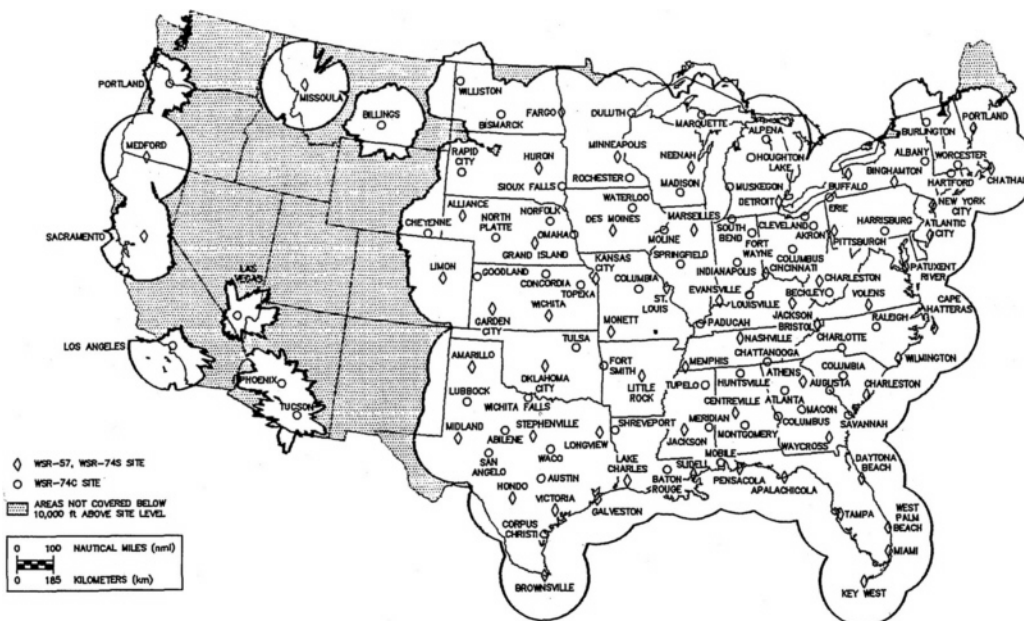 PORTLAND
MISSOULA
BILLINGS
MEDFORD
SACRAMENTO
LAS
VEGAS
LOS ANGELES
PHOENIX
TUCSON
WILLISTON
BISMARCK
FARGO
DULUTH
MARQUETTE
ALPENA
HOUGHTON
LAKE
BURLINGTON
PORTLAND
ALBANY
WORCESTER
CHATHAM
HARTFORD
BINGHAMTON
BUFFALO
NEW YORK
CITY
ATLANTIC
CITY
RAPID
CITY
HURON
MINNEAPOLIS
NEENAH
ROCHESTER
SIOUX FALLS
MADISON
MUSKEGON
DETROIT
ERIE
CLEVELAND
AKRON
HARRISBURG
PITTSBURGH
ALLIANCE
CHEYENNE
NORTH
PLATTE
NORFOLK
OMAHA
GRAND ISLAND
WATERLOO
DES MOINES
MARSEILLES
MOLINE
SOUTH
BEND
FORT
WAYNE
COLUMBUS
PATUXENT
RIVER
LIMON
GOODLAND
CONCORDIA
TOPEKA
KANSAS
CITY
COLUMBIA
SPRINGFIELD
ST.
LOUIS
INDIANAPOLIS
CINCINNATI
CHARLESTON
BECKLEY
VOLENS
EVANSVILLE
LOUISVILLE
JACKSON
BRISTOL
RALEIGH
CAPE
HATTERAS
GARDEN
CITY
WICHITA
MONETT
PADUCAH
NASHVILLE
CHATTANOOGA
CHARLOTTE
WILMINGTON
AMARILLO
TULSA
OKLAHOMA
CITY
FORT
SMITH
LITTLE
ROCK
MEMPHIS
TUPELO
HUNTSVILLE
ATHENS
ATLANTA
COLUMBIA
AUGUSTA
CHARLESTON
LUBBOCK
WICHITA FALLS
MIDLAND
ABILENE
STEPHENVILLE
LONGVIEW
SHREVEPORT
CENTREVILLE
MERIDIAN
JACKSON
MONTGOMERY
MACON
COLUMBUS
SAVANNAH
WAYCROSS
SAN
ANGELO
WACO
AUSTIN
HONDO
VICTORIA
LAKE
CHARLES
BATON
ROUGE
SLIDELL
MOBILE
PENSACOLA
APALACHICOLA
DAYTONA
BEACH
GALVESTON
CORPUS
CHRISTI
BROWNSVILLE
TAMPA
WEST
PALM
BEACH
MIAMI
KEY WEST
WSR-57, WSR-74S SITE
WSR-74C SITE
AREAS NOT COVERED BELOW
10,000 ft ABOVE SITE LEVEL
0 100 NAUTICAL MILES (nmi)
0 185 KILOMETERS (km)